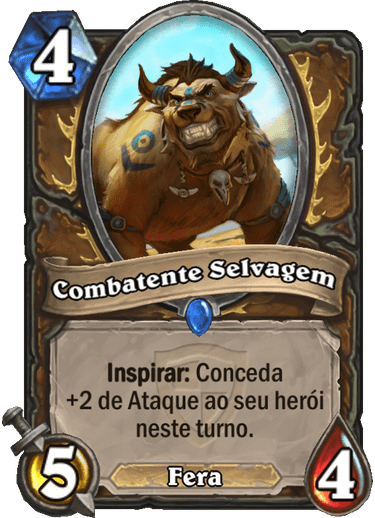 4
Combatente Selvagem
Inspirar: Conceda
+2 de Ataque ao seu herói
neste turno.
5
Fera
4